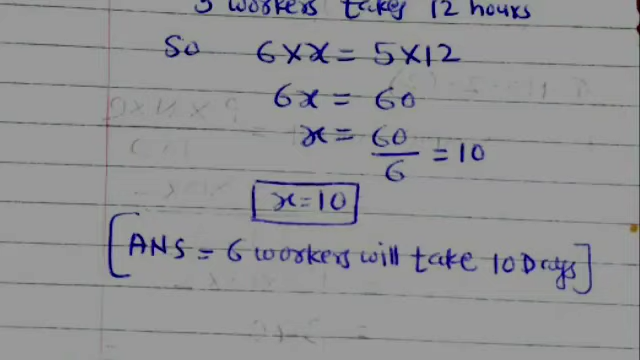 5 workers takes 12 hours
So 6×x = 5×12
6x = 60
x = 60/6 = 10
x=10
[ANS = 6 workers will take 10 Days]